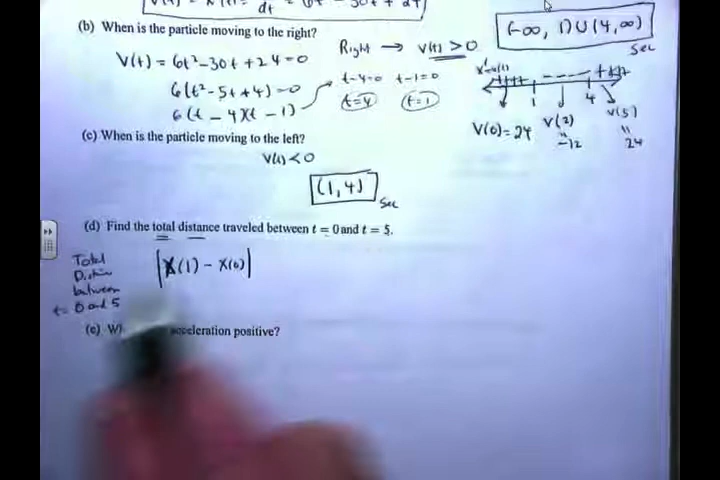 dt
(b) When is the particle moving to the right?
Right → v(t) > 0
(-∞, 1) ∪ (4, ∞)
sec
V(t) = 6t² - 30t + 24 = 0
6(t² - 5t + 4) = 0
6(t - 4)(t - 1)
t-4=0 t-1=0
t=4 t=1
++++ ---- ++++
1 4
V(0) = 24 V(2) V(5)
" "
-12 24
(c) When is the particle moving to the left?
V(t) < 0
(1, 4)
sec
(d) Find the total distance traveled between t = 0 and t = 5.
Total
between
t= 0 and 5
|X(1) - X(0)|
(e) W acceleration positive?